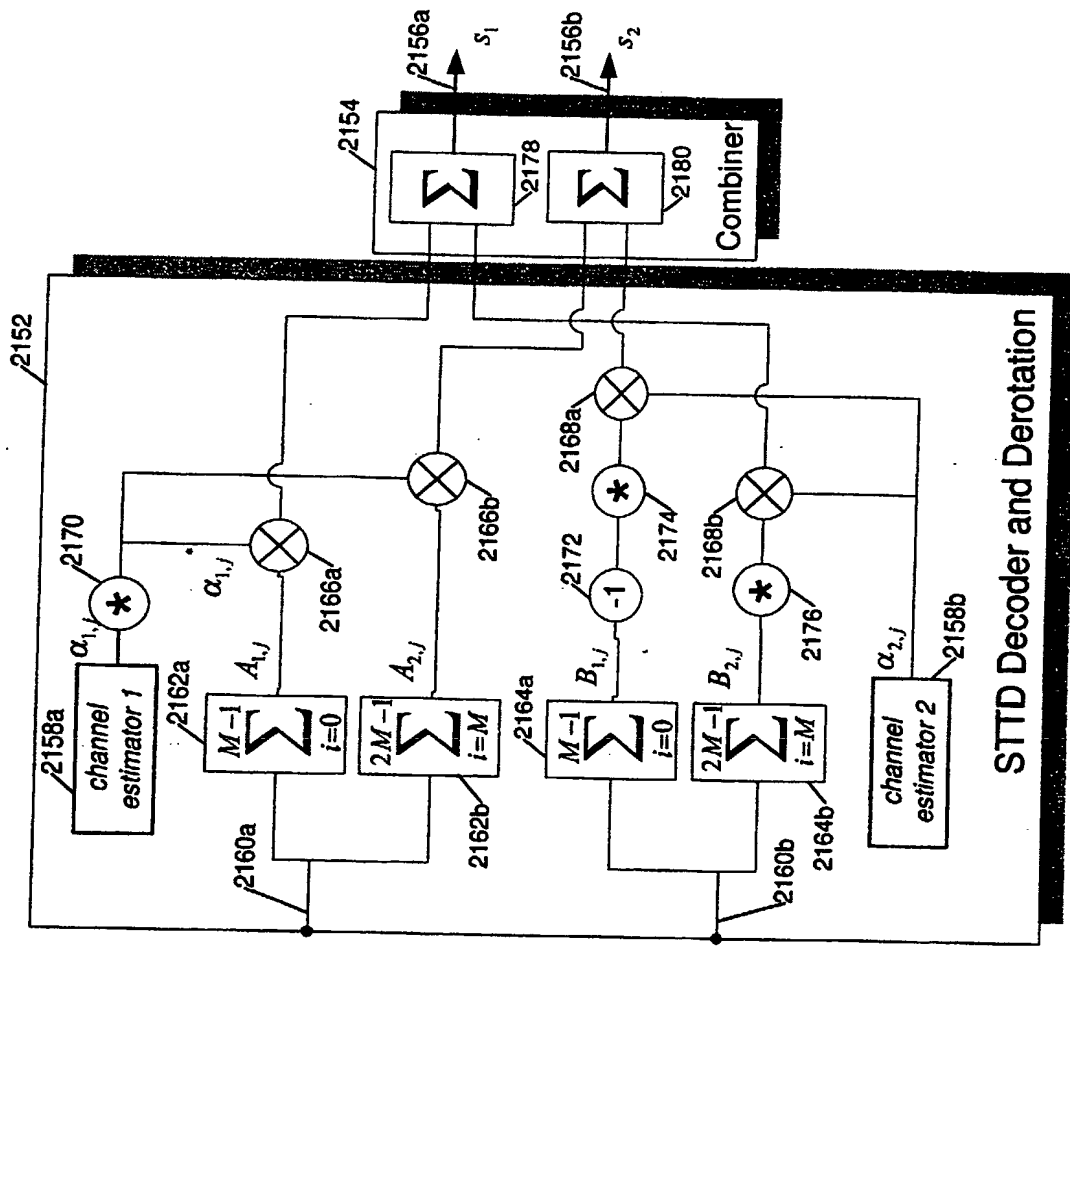 2152
2154
2156a
s1
2156b
s2
2158a
channel
estimator 1
α1,j
2170
*
α*1,j
2162a
M−1
Σ
i=0
A1,j
2166a
2160a
2M−1
Σ
i=M
A2,j
2162b
2166b
Σ
2178
Σ
2180
Combiner
2164a
M−1
Σ
i=0
B1,j
2172
-1
*
2174
2168a
2160b
2M−1
Σ
i=M
B2,j
2164b
*
2176
2168b
channel
estimator 2
α2,j
2158b
STTD Decoder and Derotation